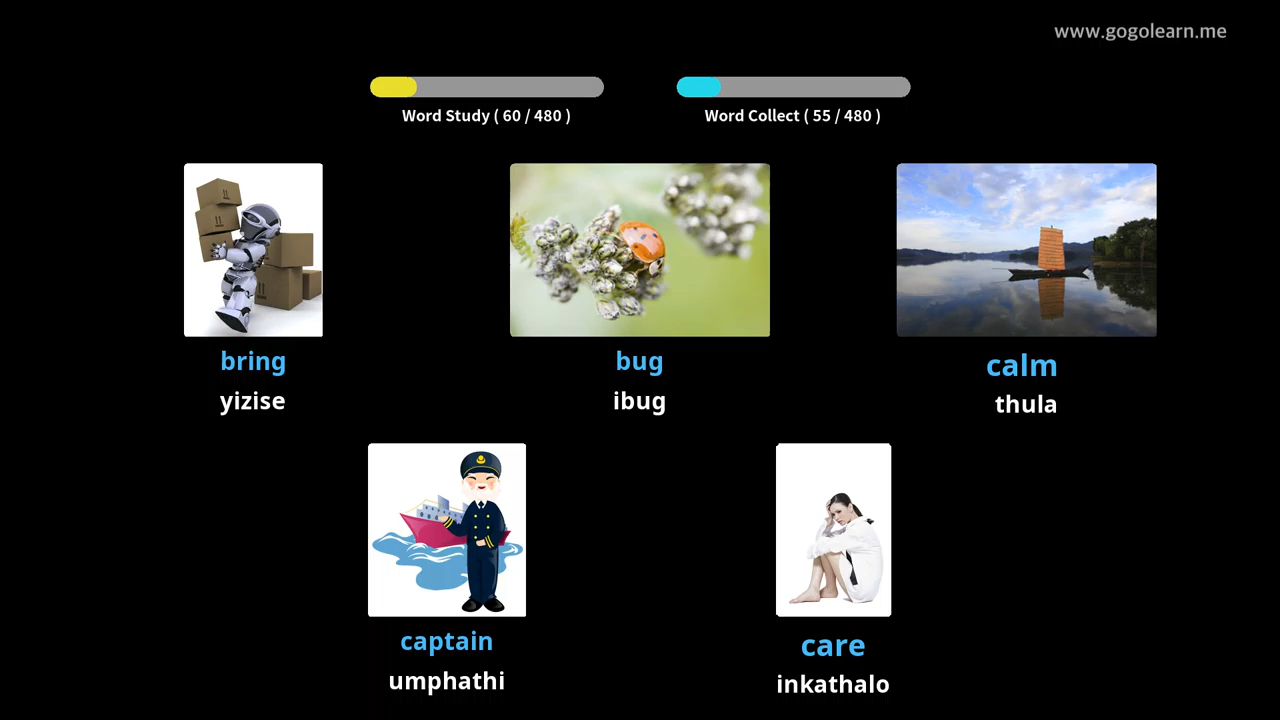 www.gogolearn.me
Word Study ( 60 / 480 )
Word Collect ( 55 / 480 )
bring
yizise
bug
ibug
calm
thula
captain
umphathi
care
inkathalo